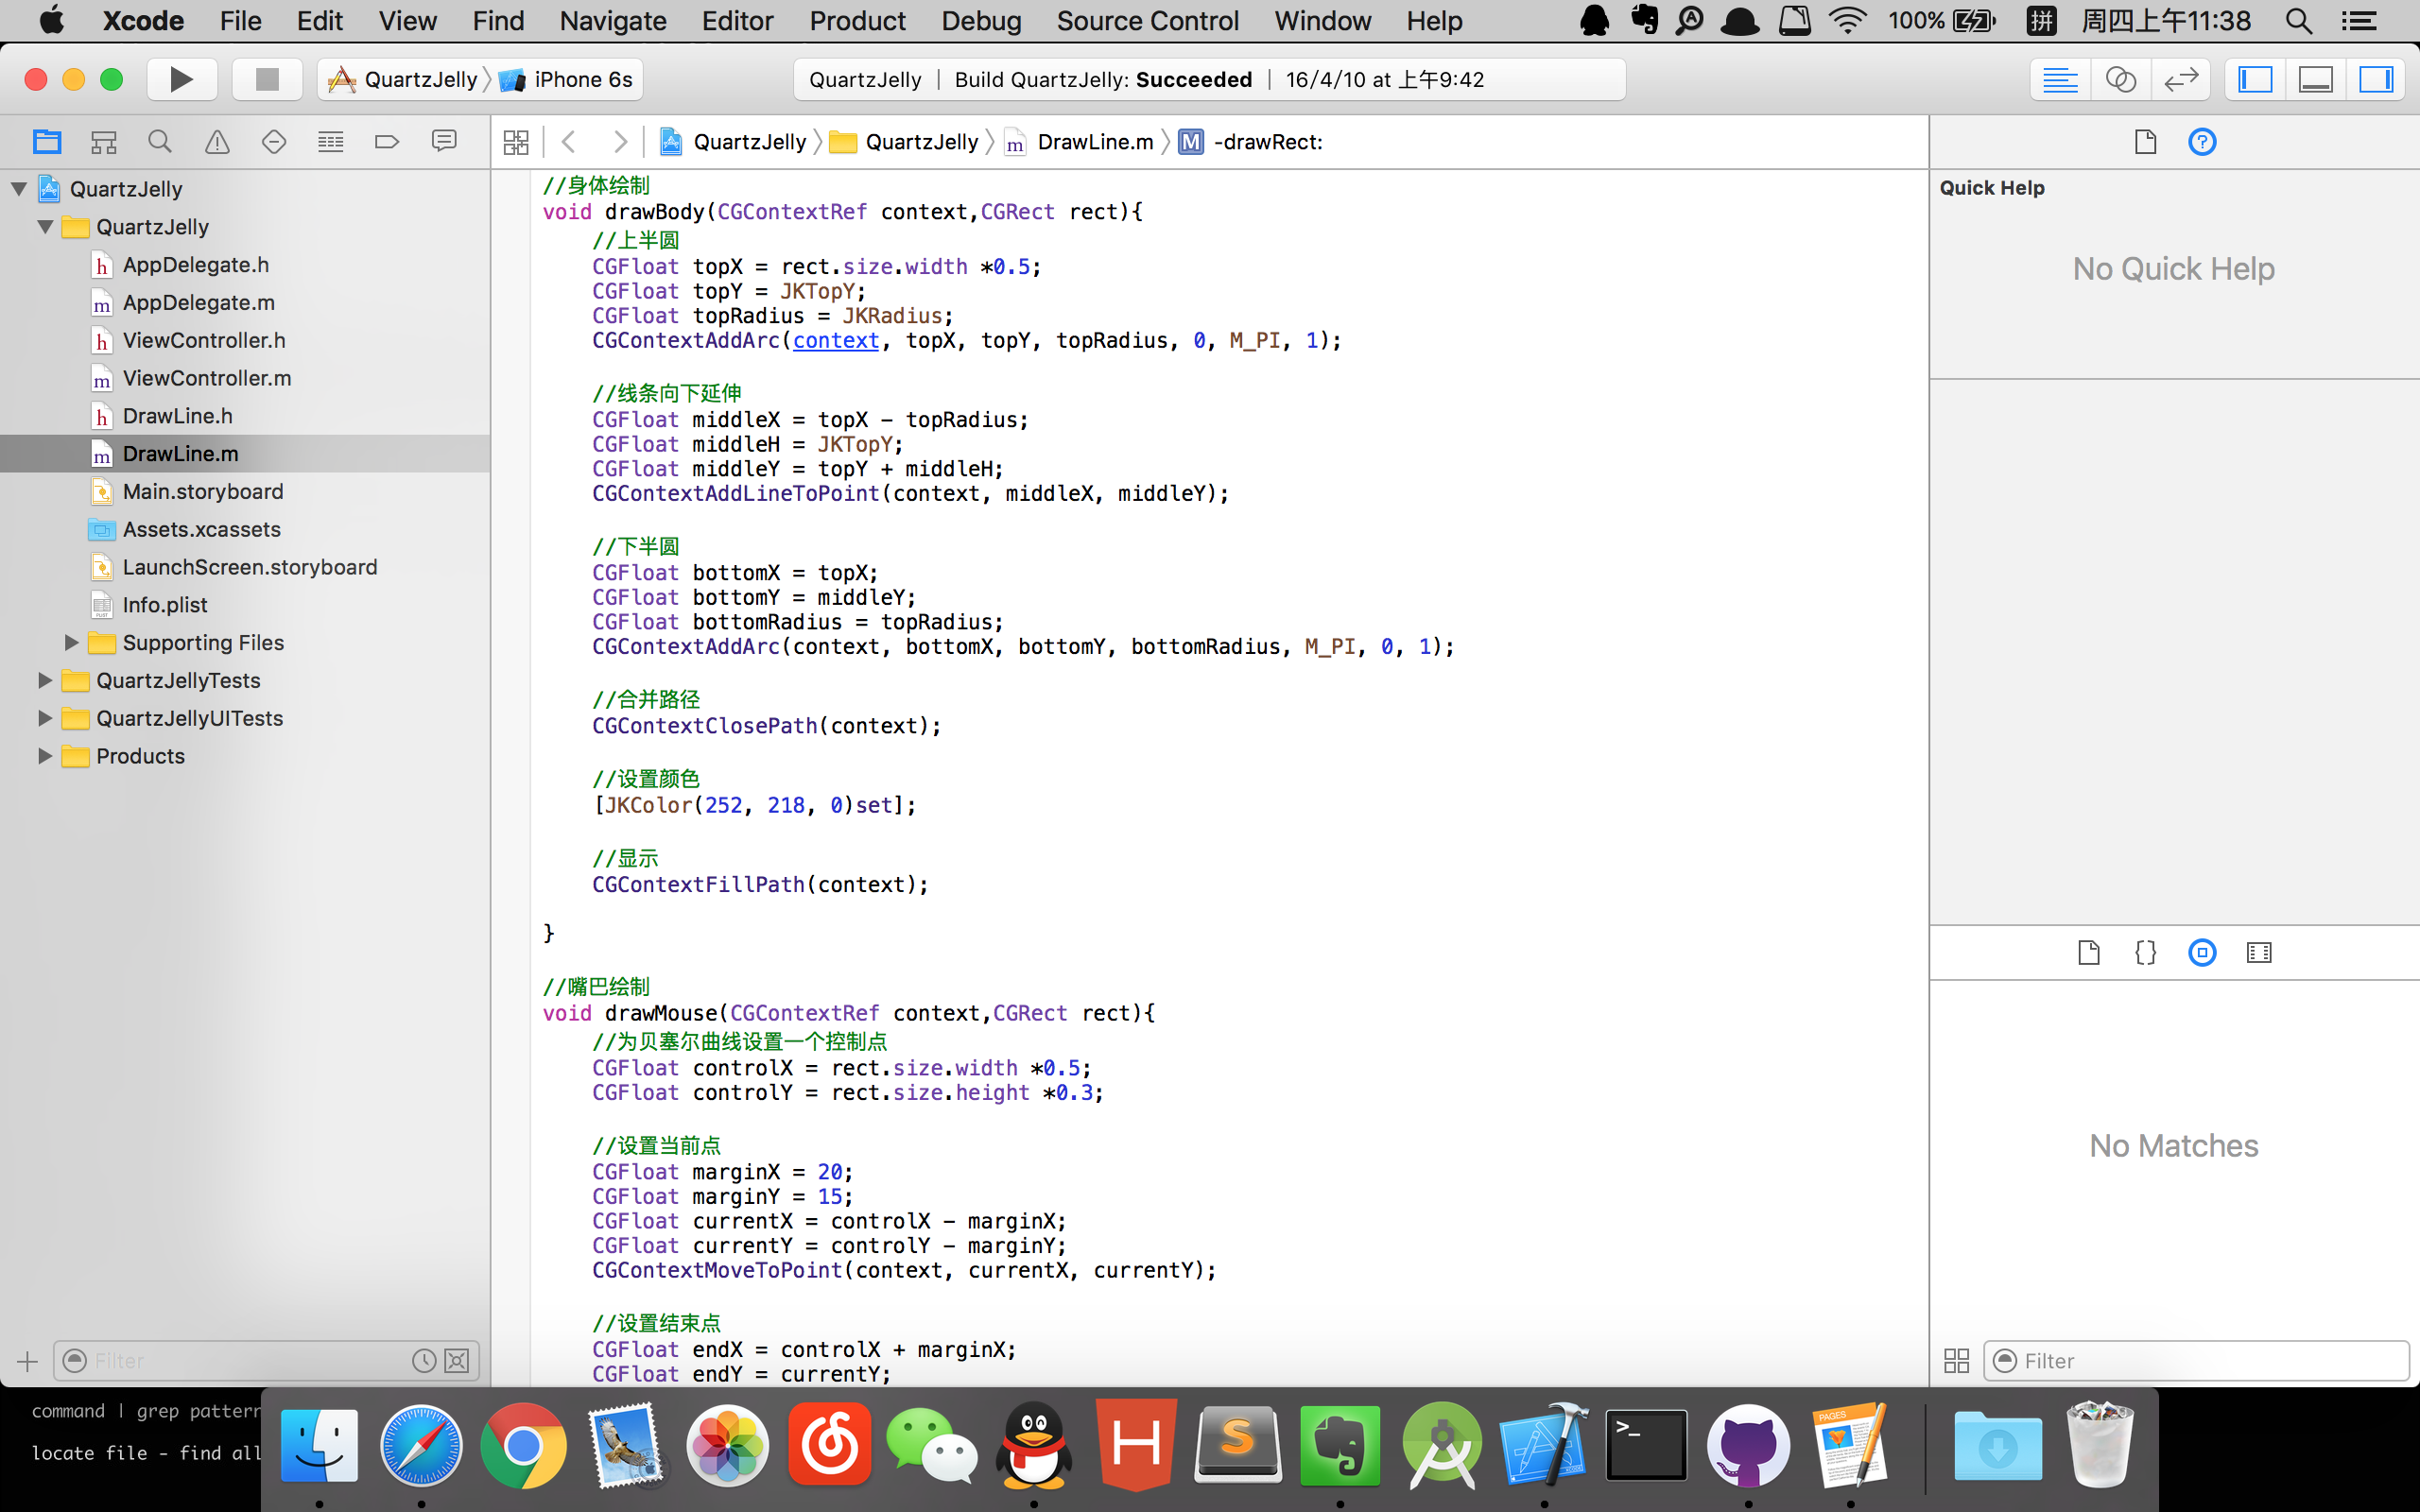 Xcode File Edit View Find Navigate Editor Product Debug Source Control Window Help 100% 拼 周四上午11:38
QuartzJelly iPhone 6s QuartzJelly | Build QuartzJelly: Succeeded | 16/4/10 at 上午9:42
QuartzJelly QuartzJelly m DrawLine.m M -drawRect:
QuartzJelly
QuartzJelly
h AppDelegate.h
m AppDelegate.m
h ViewController.h
m ViewController.m
h DrawLine.h
m DrawLine.m
Main.storyboard
Assets.xcassets
LaunchScreen.storyboard
Info.plist
Supporting Files
QuartzJellyTests
QuartzJellyUITests
Products
Filter
//身体绘制
void drawBody(CGContextRef context,CGRect rect){
//上半圆
CGFloat topX = rect.size.width *0.5;
CGFloat topY = JKTopY;
CGFloat topRadius = JKRadius;
CGContextAddArc(context, topX, topY, topRadius, 0, M_PI, 1);
//线条向下延伸
CGFloat middleX = topX - topRadius;
CGFloat middleH = JKTopY;
CGFloat middleY = topY + middleH;
CGContextAddLineToPoint(context, middleX, middleY);
//下半圆
CGFloat bottomX = topX;
CGFloat bottomY = middleY;
CGFloat bottomRadius = topRadius;
CGContextAddArc(context, bottomX, bottomY, bottomRadius, M_PI, 0, 1);
//合并路径
CGContextClosePath(context);
//设置颜色
[JKColor(252, 218, 0)set];
//显示
CGContextFillPath(context);
}
//嘴巴绘制
void drawMouse(CGContextRef context,CGRect rect){
//为贝塞尔曲线设置一个控制点
CGFloat controlX = rect.size.width *0.5;
CGFloat controlY = rect.size.height *0.3;
//设置当前点
CGFloat marginX = 20;
CGFloat marginY = 15;
CGFloat currentX = controlX - marginX;
CGFloat currentY = controlY - marginY;
CGContextMoveToPoint(context, currentX, currentY);
//设置结束点
CGFloat endX = controlX + marginX;
CGFloat endY = currentY;
Quick Help
No Quick Help
{}
No Matches
Filter
command | grep pattern
locate file - find all
H S >_ PAGES